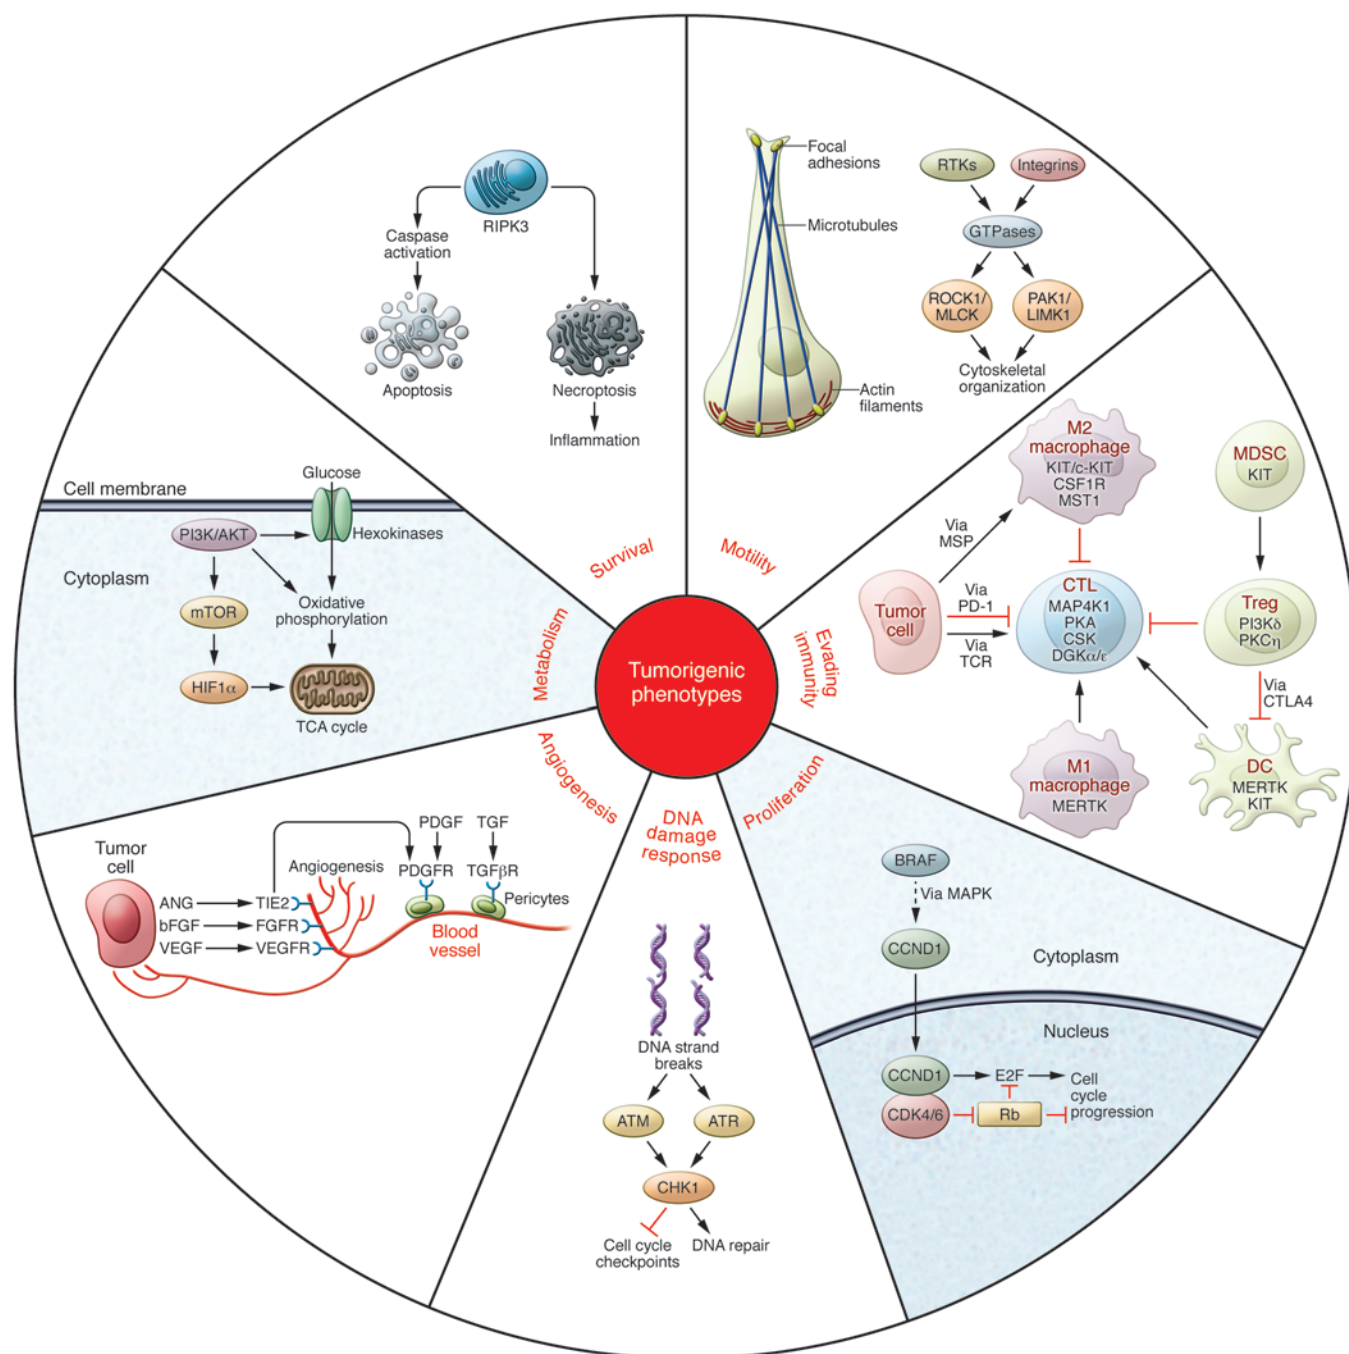 Tumorigenic
phenotypes
Survival
RIPK3
Caspase
activation
Apoptosis
Necroptosis
Inflammation
Motility
Focal
adhesions
Microtubules
Actin
filaments
RTKs
Integrins
GTPases
ROCK1/
MLCK
PAK1/
LIMK1
Cytoskeletal
organization
Evading
immunity
M2
macrophage
KIT/c-KIT
CSF1R
MST1
MDSC
KIT
Via
MSP
Tumor
cell
Via
PD-1
Via
TCR
CTL
MAP4K1
PKA
CSK
DGKα/ε
Treg
PI3Kδ
PKCη
Via
CTLA4
M1
macrophage
MERTK
DC
MERTK
KIT
Proliferation
BRAF
Via MAPK
CCND1
Cytoplasm
Nucleus
CCND1
E2F
Cell
cycle
progression
CDK4/6
Rb
DNA
damage
response
DNA strand
breaks
ATM
ATR
CHK1
Cell cycle
checkpoints
DNA repair
Angiogenesis
Tumor
cell
ANG
TIE2
bFGF
FGFR
VEGF
VEGFR
Angiogenesis
PDGF
TGF
PDGFR
TGFβR
Pericytes
Blood
vessel
Metabolism
Glucose
Cell membrane
PI3K/AKT
Hexokinases
Cytoplasm
mTOR
Oxidative
phosphorylation
HIF1α
TCA cycle